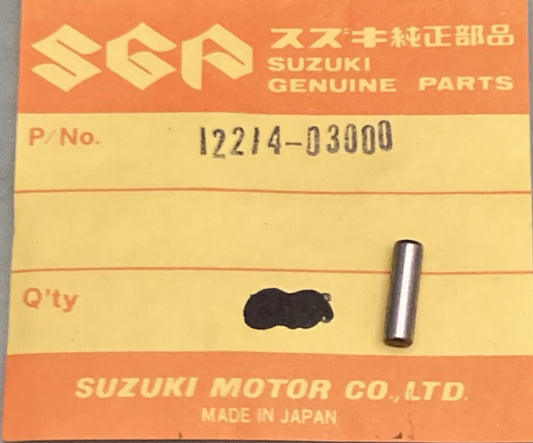 SGP スズキ純正部品
SUZUKI
GENUINE PARTS
P/No. 12214-03000
Q'ty
SUZUKI MOTOR CO.,LTD.
MADE IN JAPAN